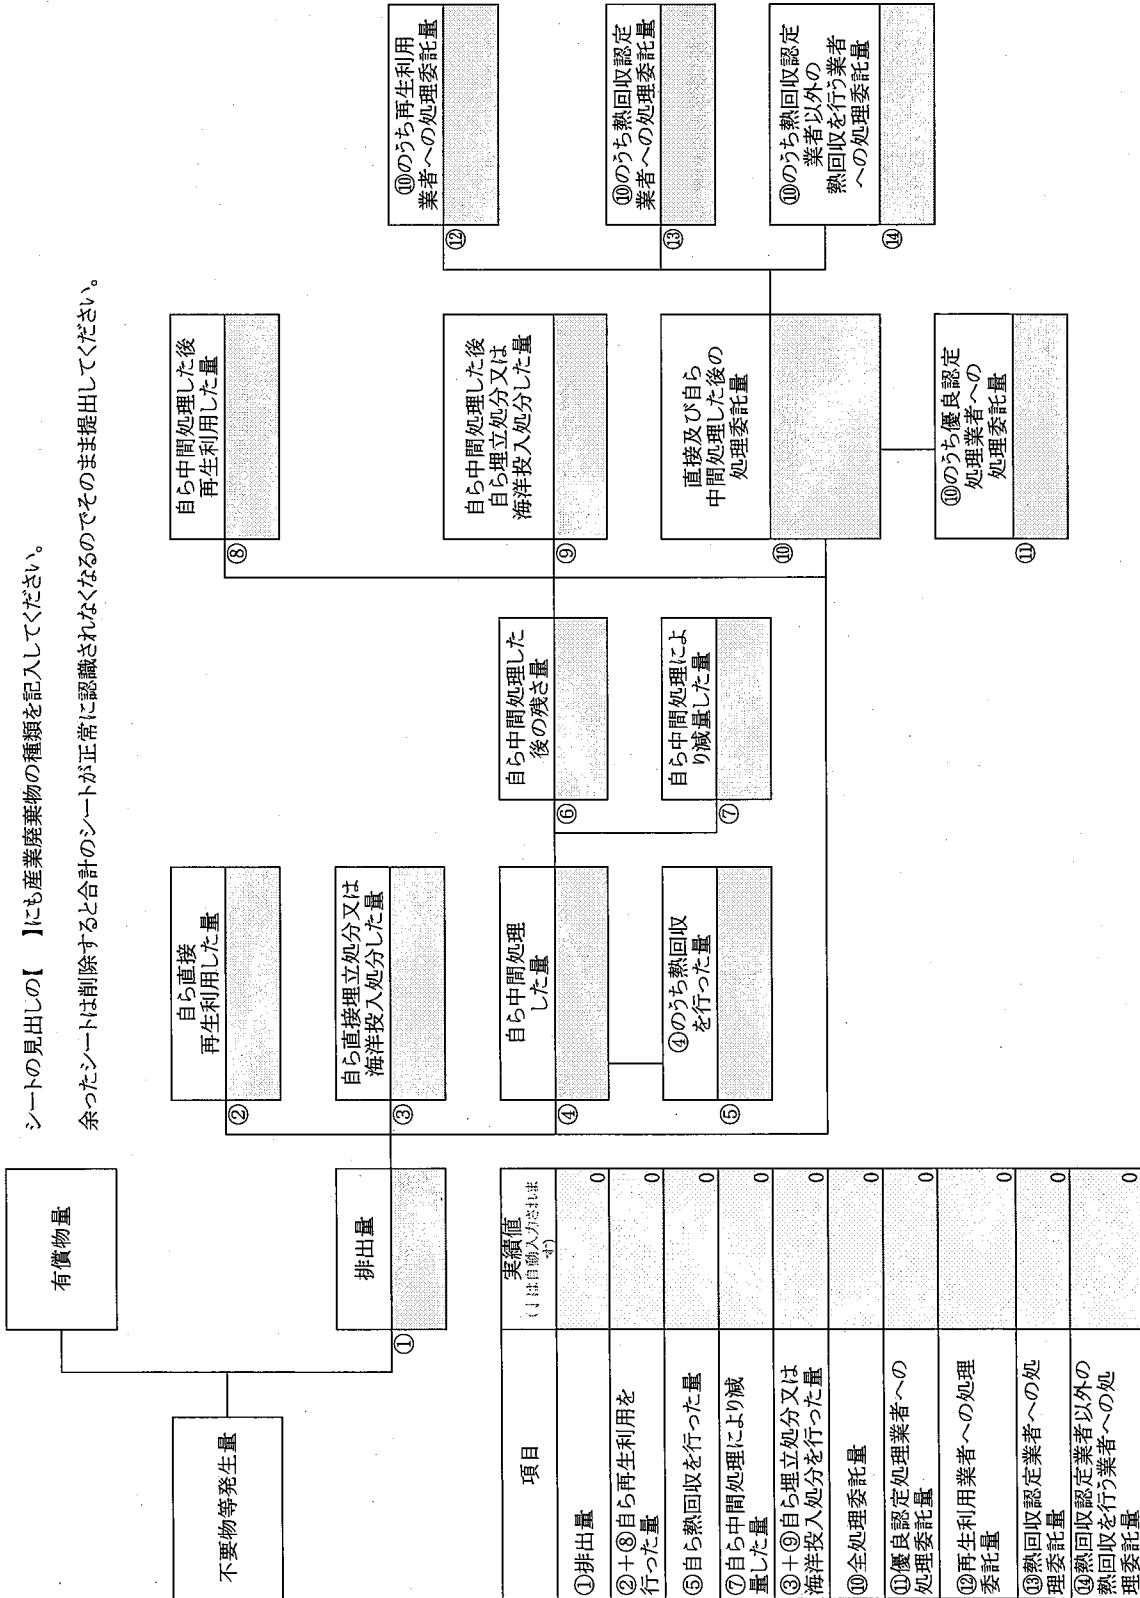 シートの見出しの【　】にも産業廃棄物の種類を記入してください。
余ったシートは削除すると合計のシートが正常に認識されなくなるのでそのまま提出してください。
不要物等発生量
有償物量
排出量
①
自ら直接
再生利用した量
②
自ら直接埋立処分又は
海洋投入処分した量
③
自ら中間処理
した量
④
④のうち熱回収
を行った量
⑤
自ら中間処理した
後の残さ量
⑥
自ら中間処理によ
り減量した量
⑦
自ら中間処理した後
再生利用した量
⑧
自ら中間処理した後
自ら埋立処分又は
海洋投入処分した量
⑨
直接及び自ら
中間処理した後の
処理委託量
⑩
⑩のうち優良認定
処理業者への
処理委託量
⑪
⑩のうち再生利用
業者への処理委託量
⑫
⑩のうち熱回収認定
業者への処理委託量
⑬
⑩のうち熱回収認定
業者以外の
熱回収を行う業者
への処理委託量
⑭
項目
実績値
は自動入力されま
す)
①排出量
0
②+⑧自ら再生利用を
行った量
0
⑤自ら熱回収を行った量
0
⑦自ら中間処理により減
量した量
0
③+⑨自ら埋立処分又は
海洋投入処分を行った量
0
⑩全処理委託量
0
⑪優良認定処理業者への
処理委託量
0
⑫再生利用業者への処理
委託量
0
⑬熱回収認定業者への処
理委託量
0
⑭熱回収認定業者以外の
熱回収を行う業者への処
理委託量
0